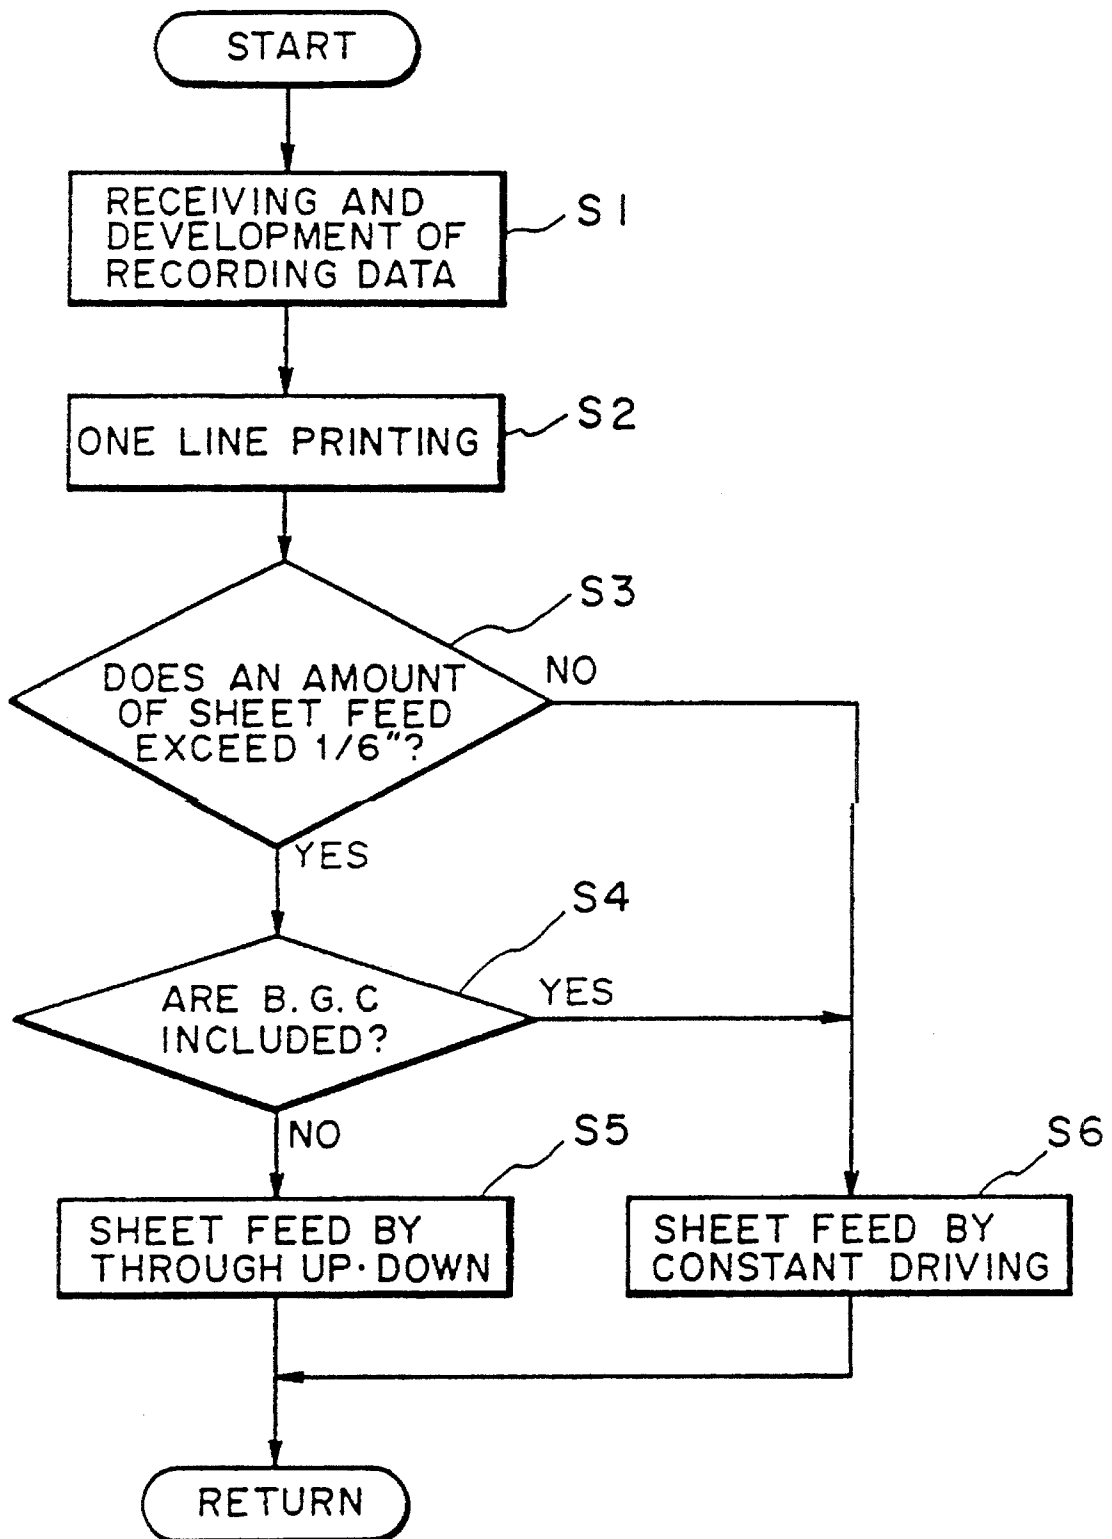 START
RECEIVING AND
DEVELOPMENT OF
RECORDING DATA
S1
ONE LINE PRINTING
S2
S3
DOES AN AMOUNT
OF SHEET FEED
EXCEED 1/6"?
NO
YES
S4
ARE B.G.C
INCLUDED?
YES
NO
S5
SHEET FEED BY
THROUGH UP·DOWN
S6
SHEET FEED BY
CONSTANT DRIVING
RETURN